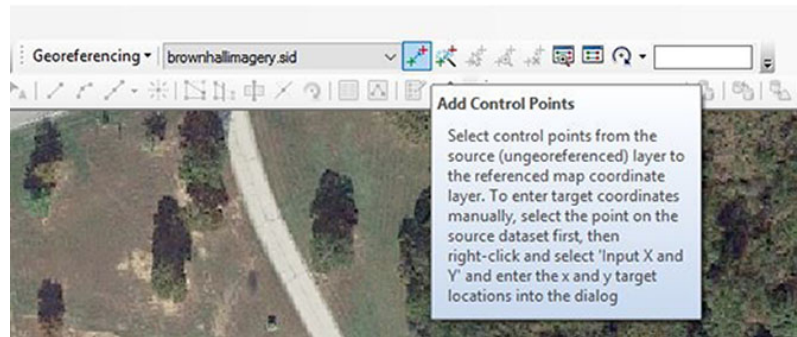 Georeferencing brownhallimagery.sid
Add Control Points
Select control points from the
source (ungeoreferenced) layer to
the referenced map coordinate
layer. To enter target coordinates
manually, select the point on the
source dataset first, then
right-click and select 'Input X and
Y' and enter the x and y target
locations into the dialog